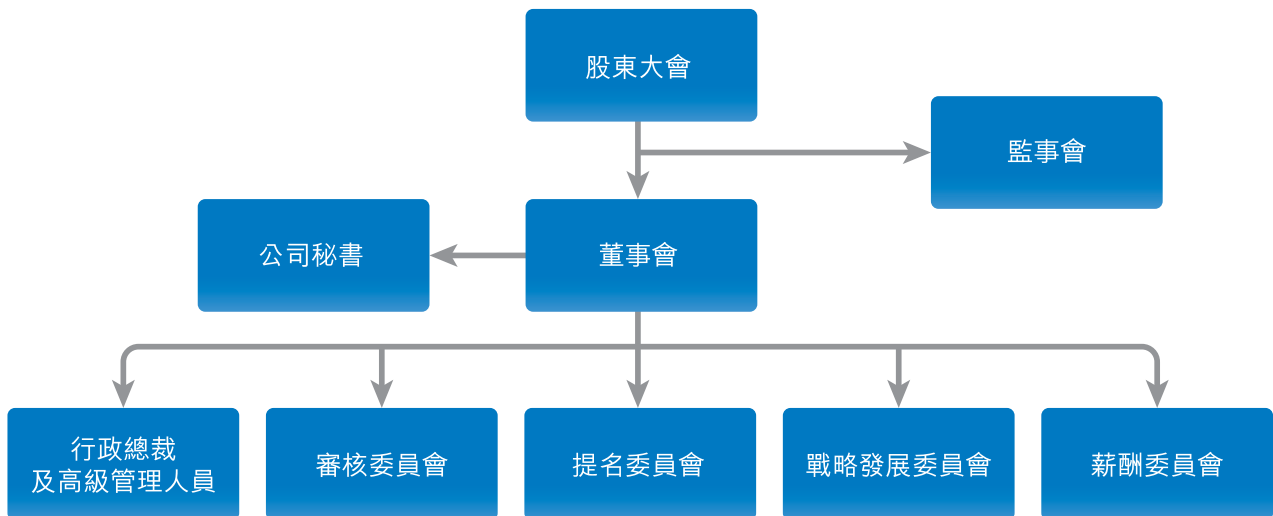 股東大會
監事會
公司秘書
董事會
行政總裁
及高級管理人員
審核委員會
提名委員會
戰略發展委員會
薪酬委員會